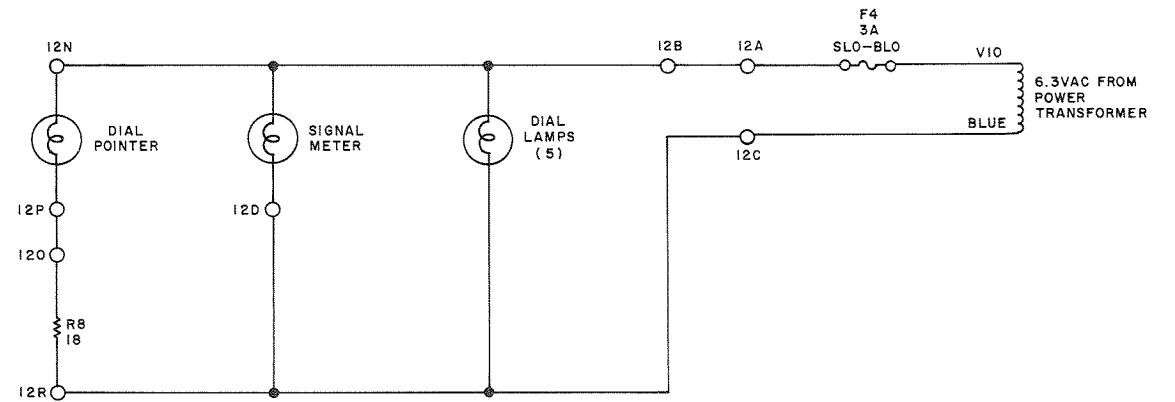 F4
3A
SLO-BLO
12N
12B
12A
VIO
6.3VAC FROM
POWER
TRANSFORMER
DIAL
POINTER
SIGNAL
METER
DIAL
LAMPS
(5)
BLUE
12C
12P
12D
12O
R8
18
12R